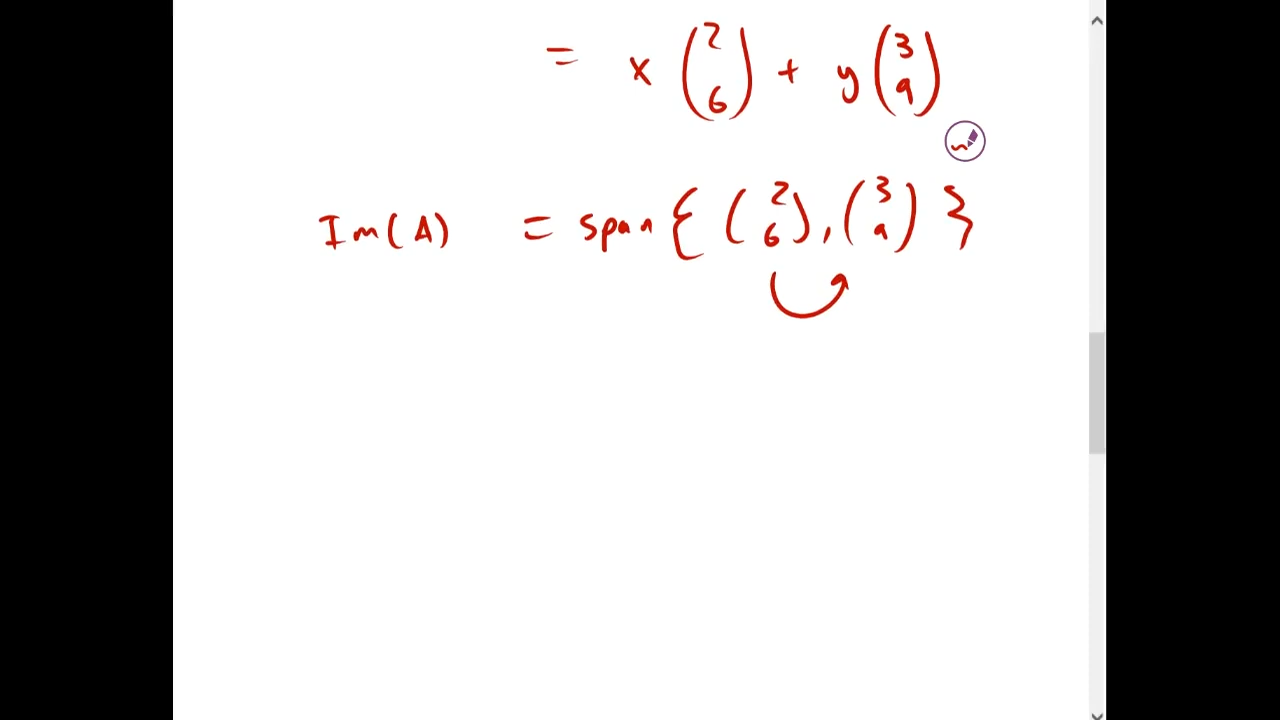 = x (2 6) + y (3 9)
Im(A) = span{ (2 6), (3 9) }